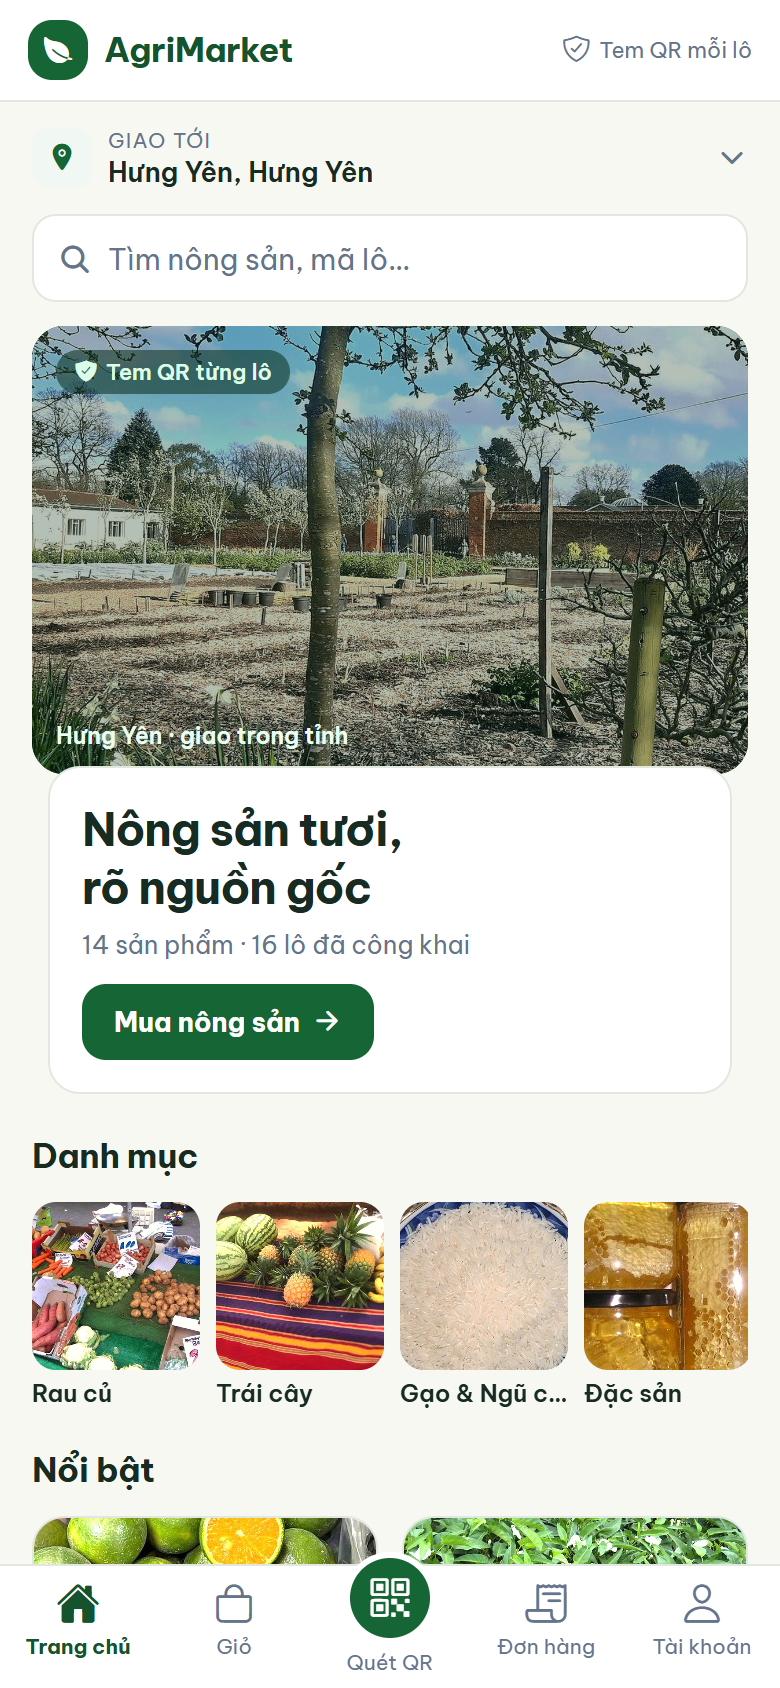 AgriMarket
Tem QR mỗi lô
GIAO TỚI
Hưng Yên, Hưng Yên
Tìm nông sản, mã lô...
Tem QR từng lô
Hưng Yên · giao trong tỉnh
Nông sản tươi,
rõ nguồn gốc
14 sản phẩm · 16 lô đã công khai
Mua nông sản →
Danh mục
Rau củ
Trái cây
Gạo & Ngũ c...
Đặc sản
Nổi bật
Trang chủ
Giỏ
Quét QR
Đơn hàng
Tài khoản